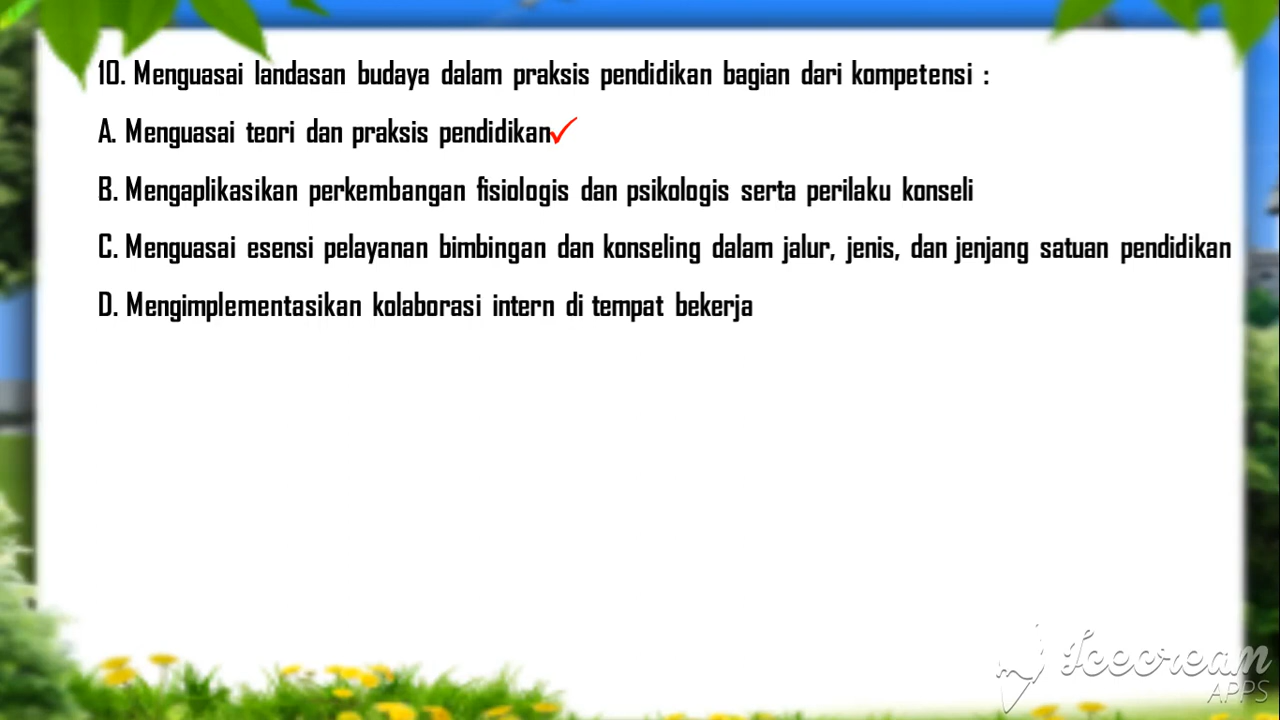 10. Menguasai landasan budaya dalam praksis pendidikan bagian dari kompetensi :
A. Menguasai teori dan praksis pendidikan✓
B. Mengaplikasikan perkembangan fisiologis dan psikologis serta perilaku konseli
C. Menguasai esensi pelayanan bimbingan dan konseling dalam jalur, jenis, dan jenjang satuan pendidikan
D. Mengimplementasikan kolaborasi intern di tempat bekerja
Icecream
APPS